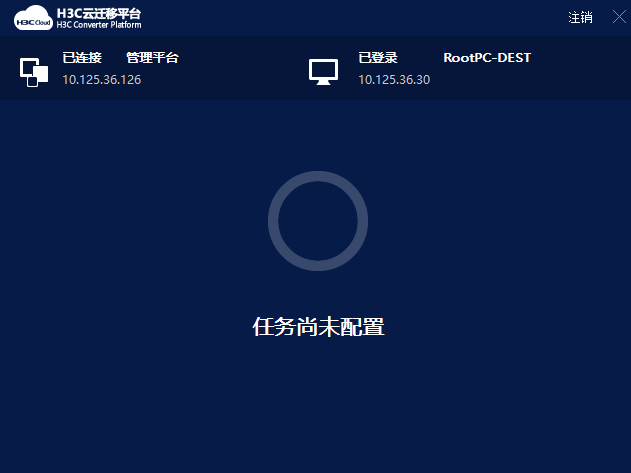 H3CCloud
H3C云迁移平台
H3C Converter Platform
注销
已连接 管理平台
10.125.36.126
已登录 RootPC-DEST
10.125.36.30
任务尚未配置